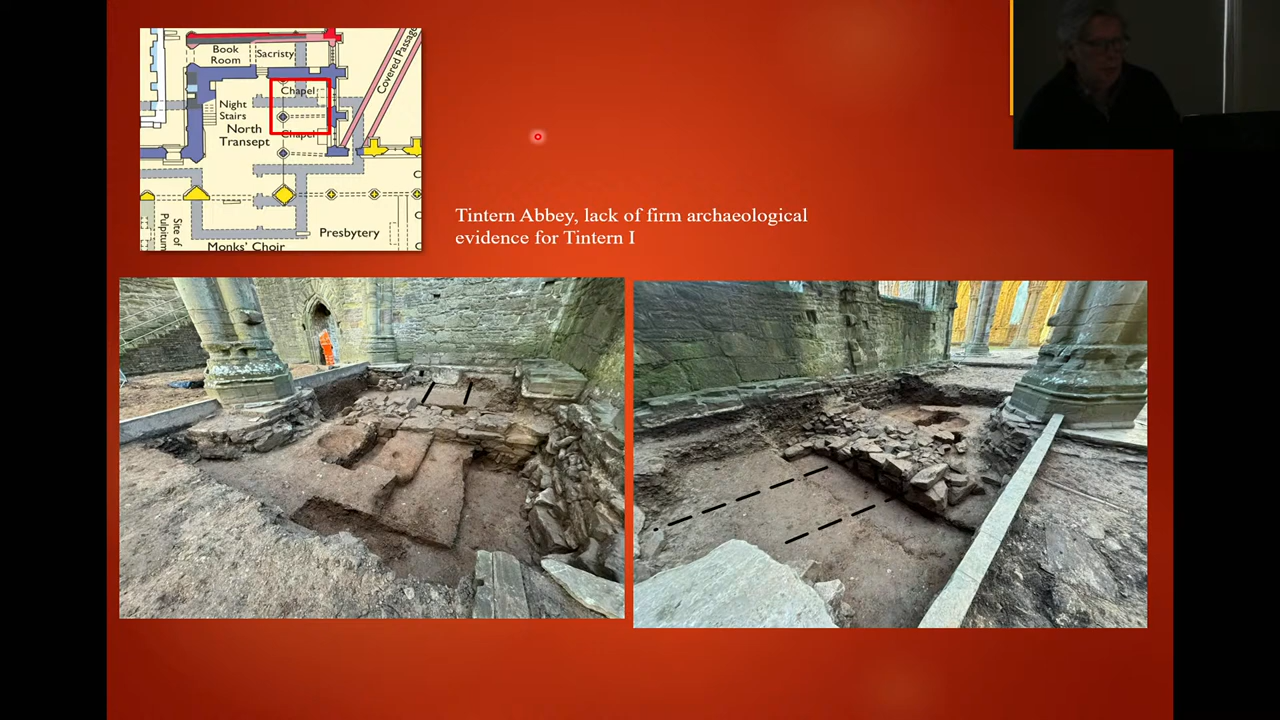 Book
Room
Sacristy
Covered Passag
Chapel
Night
Stairs
North
Transept
Chapel
Site of
Pulpitum
Presbytery
Monks' Choir
Tintern Abbey, lack of firm archaeological
evidence for Tintern I